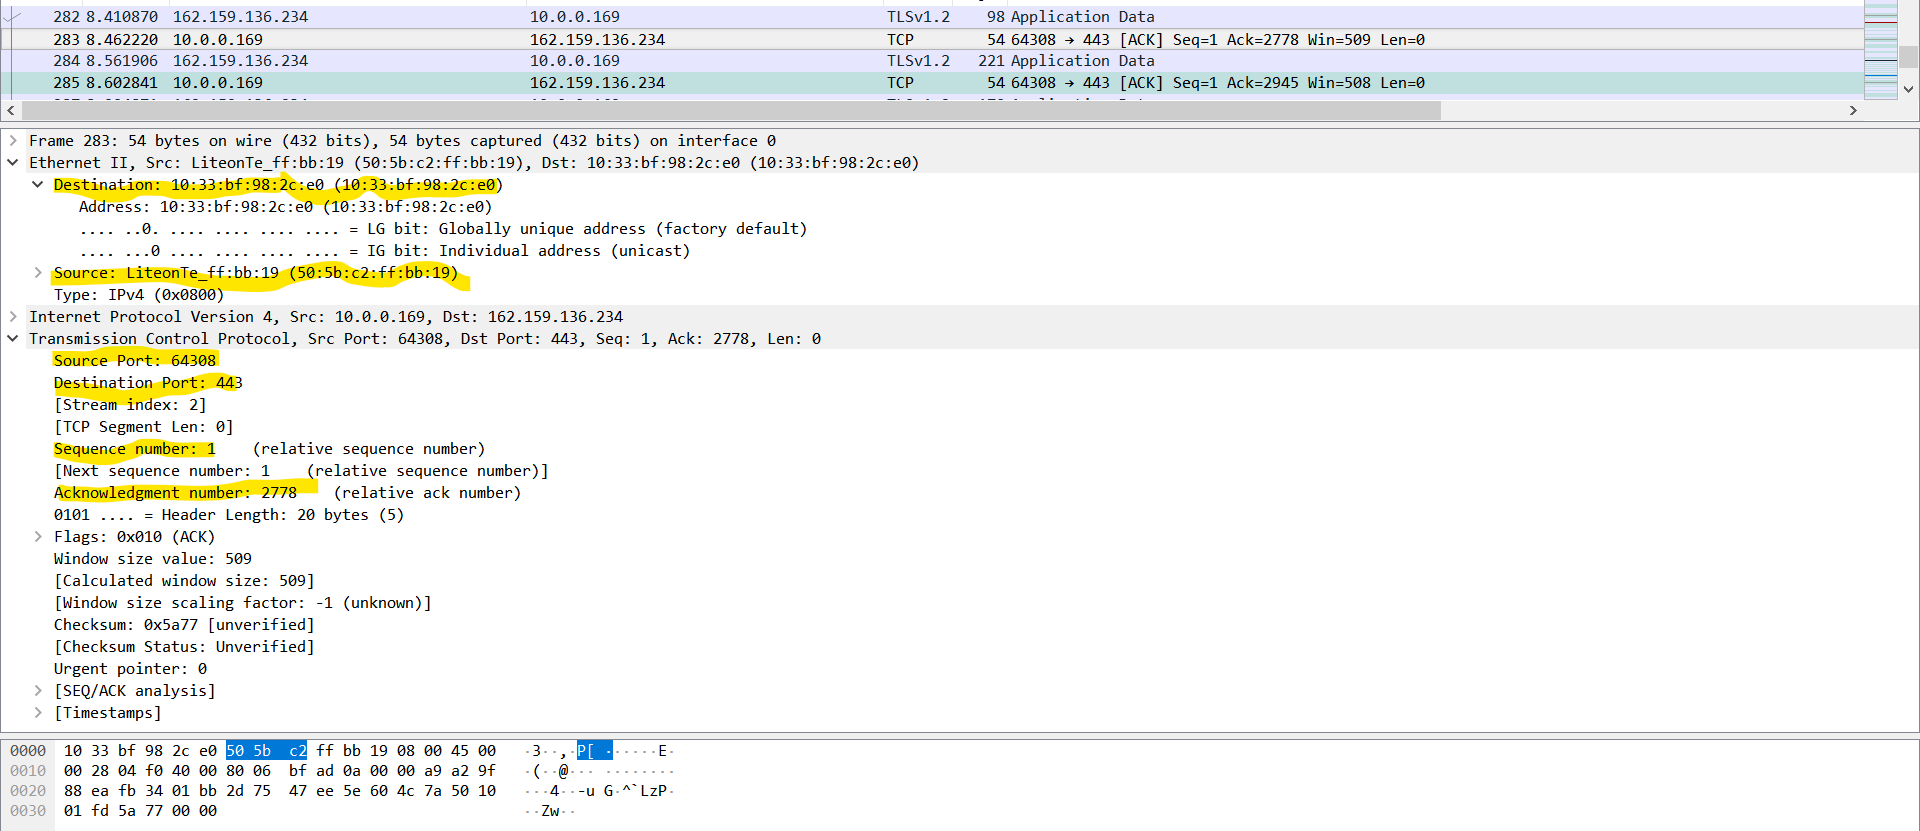 282 8.410870 162.159.136.234 10.0.0.169 TLSv1.2 98 Application Data
283 8.462220 10.0.0.169 162.159.136.234 TCP 54 64308 → 443 [ACK] Seq=1 Ack=2778 Win=509 Len=0
284 8.561906 162.159.136.234 10.0.0.169 TLSv1.2 221 Application Data
285 8.602841 10.0.0.169 162.159.136.234 TCP 54 64308 → 443 [ACK] Seq=1 Ack=2945 Win=508 Len=0
Frame 283: 54 bytes on wire (432 bits), 54 bytes captured (432 bits) on interface 0
Ethernet II, Src: LiteonTe_ff:bb:19 (50:5b:c2:ff:bb:19), Dst: 10:33:bf:98:2c:e0 (10:33:bf:98:2c:e0)
Destination: 10:33:bf:98:2c:e0 (10:33:bf:98:2c:e0)
Address: 10:33:bf:98:2c:e0 (10:33:bf:98:2c:e0)
.... ..0. .... .... .... .... = LG bit: Globally unique address (factory default)
.... ...0 .... .... .... .... = IG bit: Individual address (unicast)
Source: LiteonTe_ff:bb:19 (50:5b:c2:ff:bb:19)
Type: IPv4 (0x0800)
Internet Protocol Version 4, Src: 10.0.0.169, Dst: 162.159.136.234
Transmission Control Protocol, Src Port: 64308, Dst Port: 443, Seq: 1, Ack: 2778, Len: 0
Source Port: 64308
Destination Port: 443
[Stream index: 2]
[TCP Segment Len: 0]
Sequence number: 1 (relative sequence number)
[Next sequence number: 1 (relative sequence number)]
Acknowledgment number: 2778 (relative ack number)
0101 .... = Header Length: 20 bytes (5)
Flags: 0x010 (ACK)
Window size value: 509
[Calculated window size: 509]
[Window size scaling factor: -1 (unknown)]
Checksum: 0x5a77 [unverified]
[Checksum Status: Unverified]
Urgent pointer: 0
[SEQ/ACK analysis]
[Timestamps]
0000 10 33 bf 98 2c e0 50 5b c2 ff bb 19 08 00 45 00 ·3··,·P[ ······E·
0010 00 28 04 f0 40 00 80 06 bf ad 0a 00 00 a9 a2 9f ·(··@··· ········
0020 88 ea fb 34 01 bb 2d 75 47 ee 5e 60 4c 7a 50 10 ···4··-u G·^`LzP·
0030 01 fd 5a 77 00 00 ··Zw··